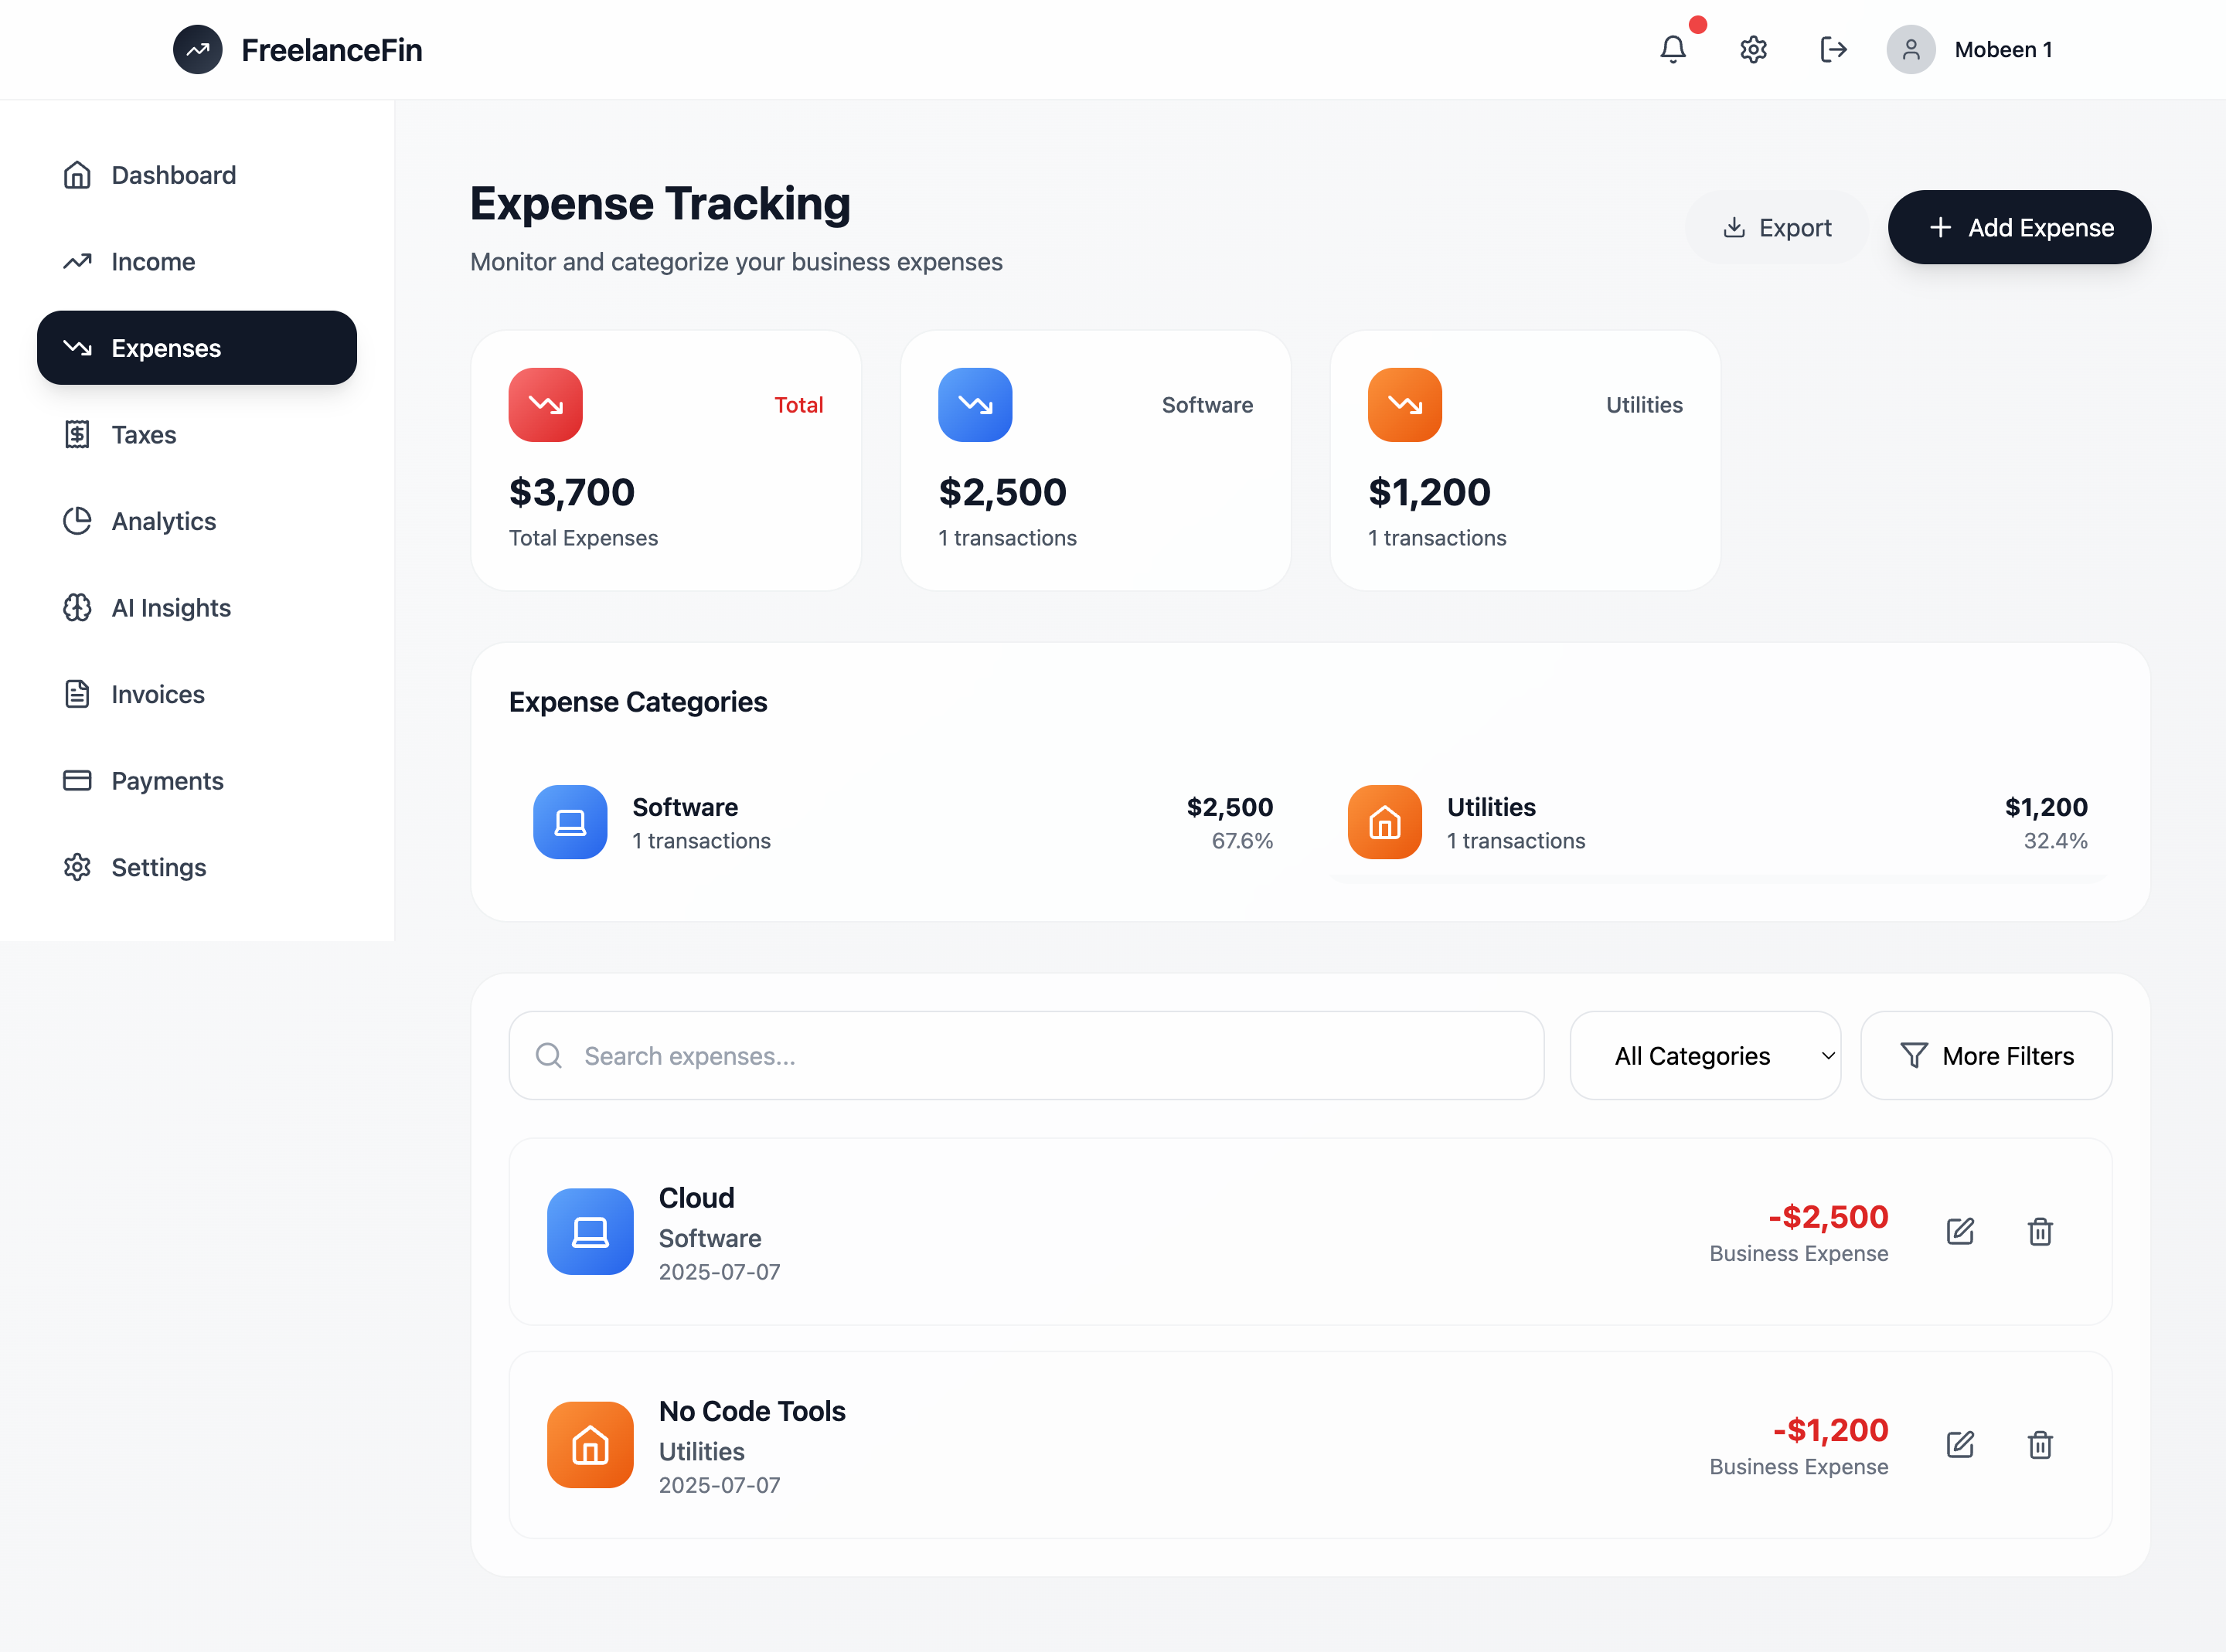 FreelanceFin
Mobeen 1
Dashboard
Income
Expenses
Taxes
Analytics
AI Insights
Invoices
Payments
Settings
Expense Tracking
Monitor and categorize your business expenses
Export
Add Expense
Total
$3,700
Total Expenses
Software
$2,500
1 transactions
Utilities
$1,200
1 transactions
Expense Categories
Software
1 transactions
$2,500
67.6%
Utilities
1 transactions
$1,200
32.4%
Search expenses...
All Categories
More Filters
Cloud
Software
2025-07-07
-$2,500
Business Expense
No Code Tools
Utilities
2025-07-07
-$1,200
Business Expense